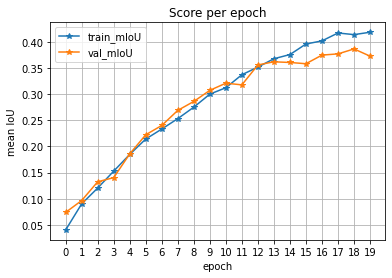 Score per epoch
train_mIoU
val_mIoU
mean IoU
0.40
0.35
0.30
0.25
0.20
0.15
0.10
0.05
0 1 2 3 4 5 6 7 8 9 10 11 12 13 14 15 16 17 18 19
epoch